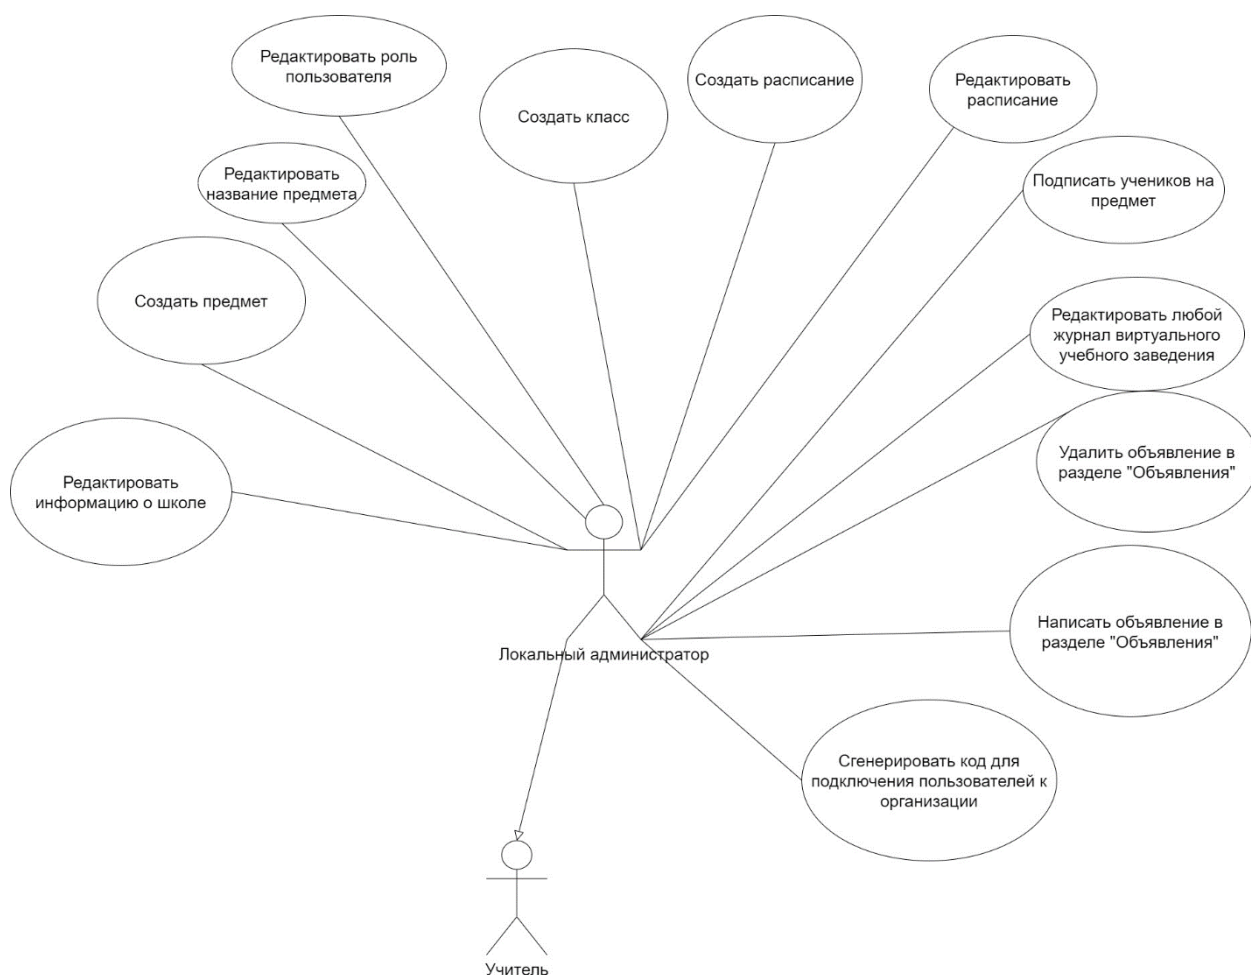 Редактировать роль
пользователя
Создать класс
Создать расписание
Редактировать
расписание
Редактировать
название предмета
Подписать учеников на
предмет
Создать предмет
Редактировать любой
журнал виртуального
учебного заведения
Удалить объявление в
разделе "Объявления"
Редактировать
информацию о школе
Написать объявление в
разделе "Объявления"
Локальный администратор
Сгенерировать код для
подключения пользователей к
организации
Учитель